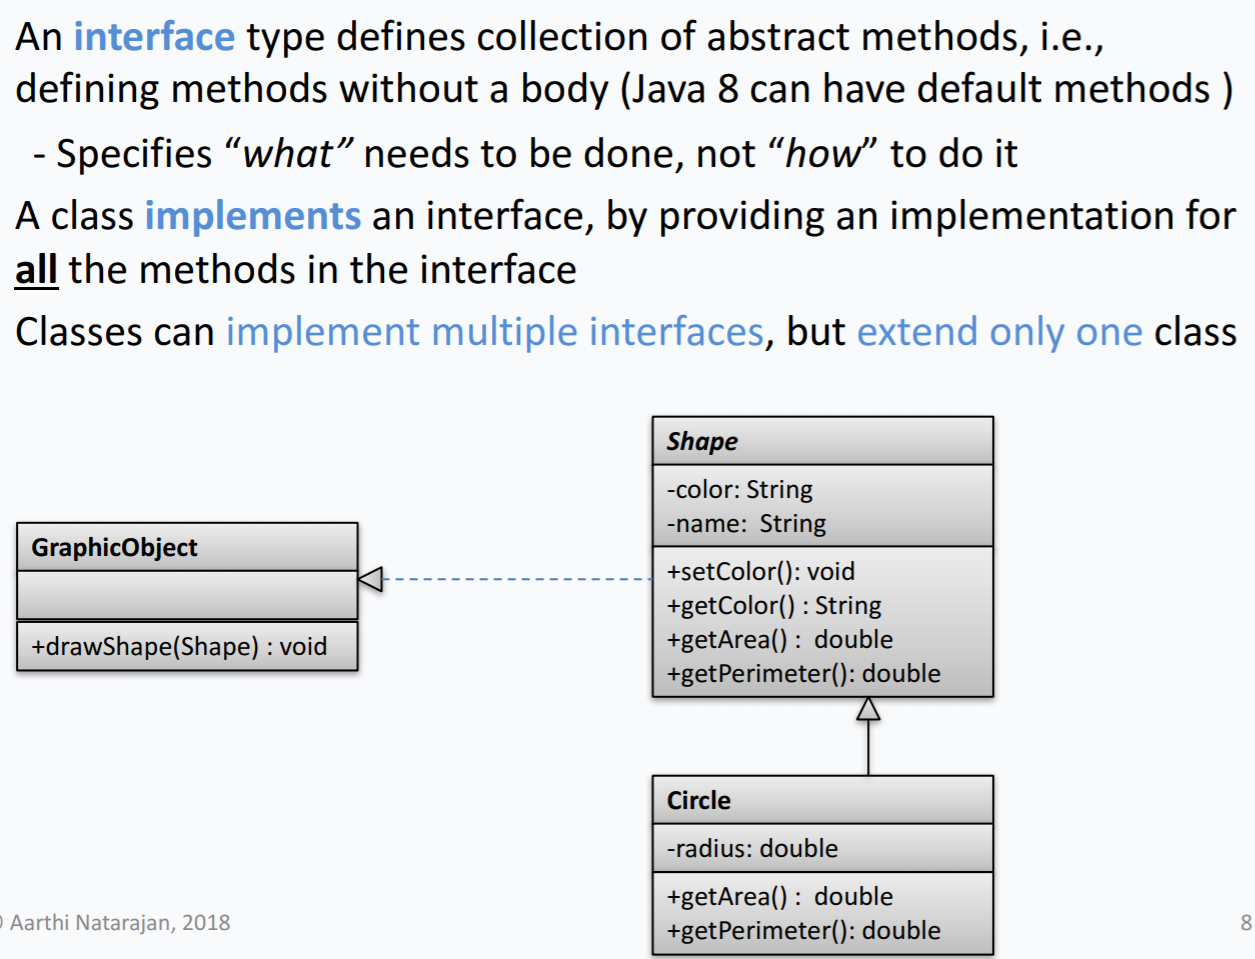 An interface type defines collection of abstract methods, i.e.,
defining methods without a body (Java 8 can have default methods )
- Specifies “what” needs to be done, not “how” to do it
A class implements an interface, by providing an implementation for
all the methods in the interface
Classes can implement multiple interfaces, but extend only one class
Shape
-color: String
-name: String
+setColor(): void
+getColor() : String
+getArea() : double
+getPerimeter(): double
GraphicObject
+drawShape(Shape) : void
Circle
-radius: double
+getArea() : double
+getPerimeter(): double
© Aarthi Natarajan, 2018
8